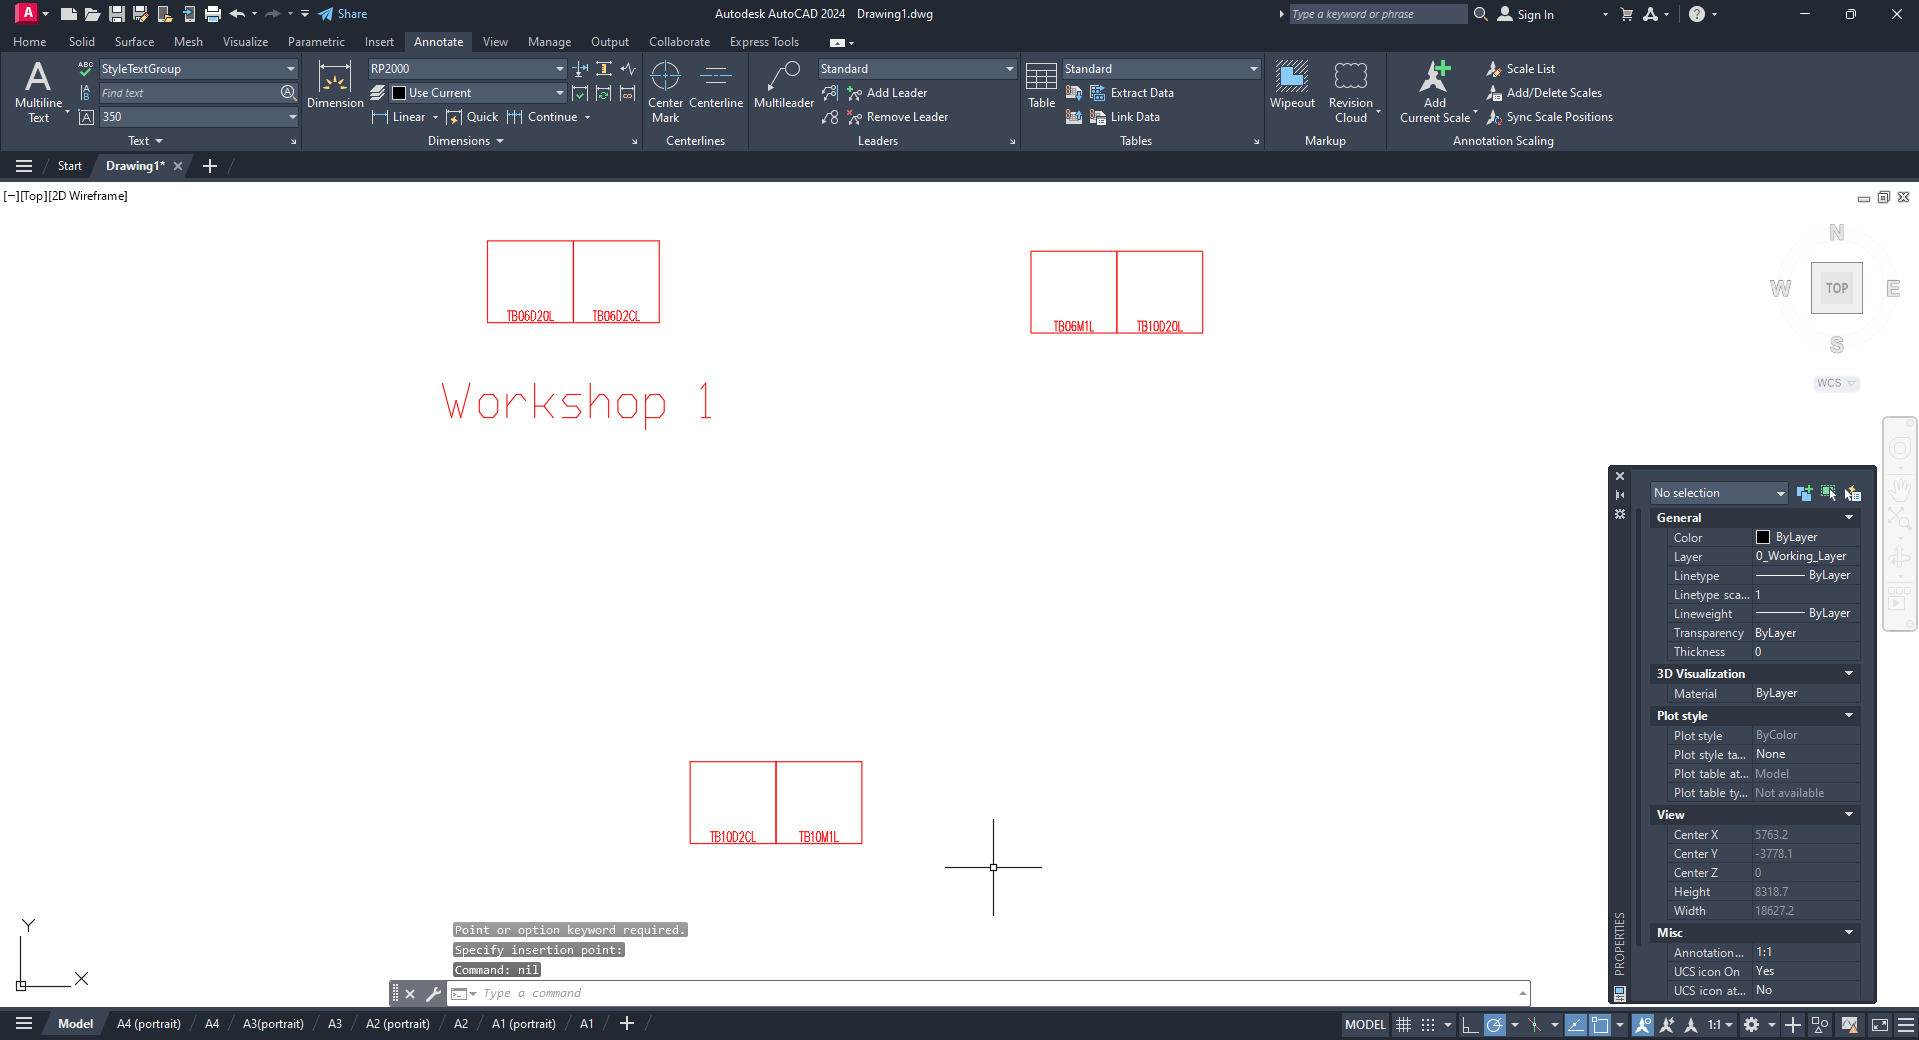 A Share Autodesk AutoCAD 2024 Drawing1.dwg Type a keyword or phrase Sign In
Home Solid Surface Mesh Visualize Parametric Insert Annotate View Manage Output Collaborate Express Tools
Multiline Text
ABC StyleTextGroup
Find text
350
Text
Dimension
RP2000
Use Current
Linear Quick Continue
Dimensions
Center Mark
Centerline
Centerlines
Multileader
Standard
Add Leader
Remove Leader
Leaders
Table
Standard
Extract Data
Link Data
Tables
Wipeout
Revision Cloud
Markup
Add Current Scale
Scale List
Add/Delete Scales
Sync Scale Positions
Annotation Scaling
Start Drawing1*
[−][Top][2D Wireframe]
N
W TOP E
S
WCS
TB06D20L TB06D2CL
TB06M1L TB10D20L
Workshop 1
TB10D2CL TB10M1L
Y
X
No selection
General
Color ByLayer
Layer 0_Working_Layer
Linetype ByLayer
Linetype sca... 1
Lineweight ByLayer
Transparency ByLayer
Thickness 0
3D Visualization
Material ByLayer
Plot style
Plot style ByColor
Plot style ta... None
Plot table at... Model
Plot table ty... Not available
View
Center X 5763.2
Center Y -3778.1
Center Z 0
Height 8318.7
Width 18627.2
Misc
Annotation... 1:1
UCS icon On Yes
UCS icon at... No
PROPERTIES
Point or option keyword required.
Specify insertion point:
Command: nil
Type a command
Model A4 (portrait) A4 A3(portrait) A3 A2 (portrait) A2 A1 (portrait) A1 MODEL 1:1